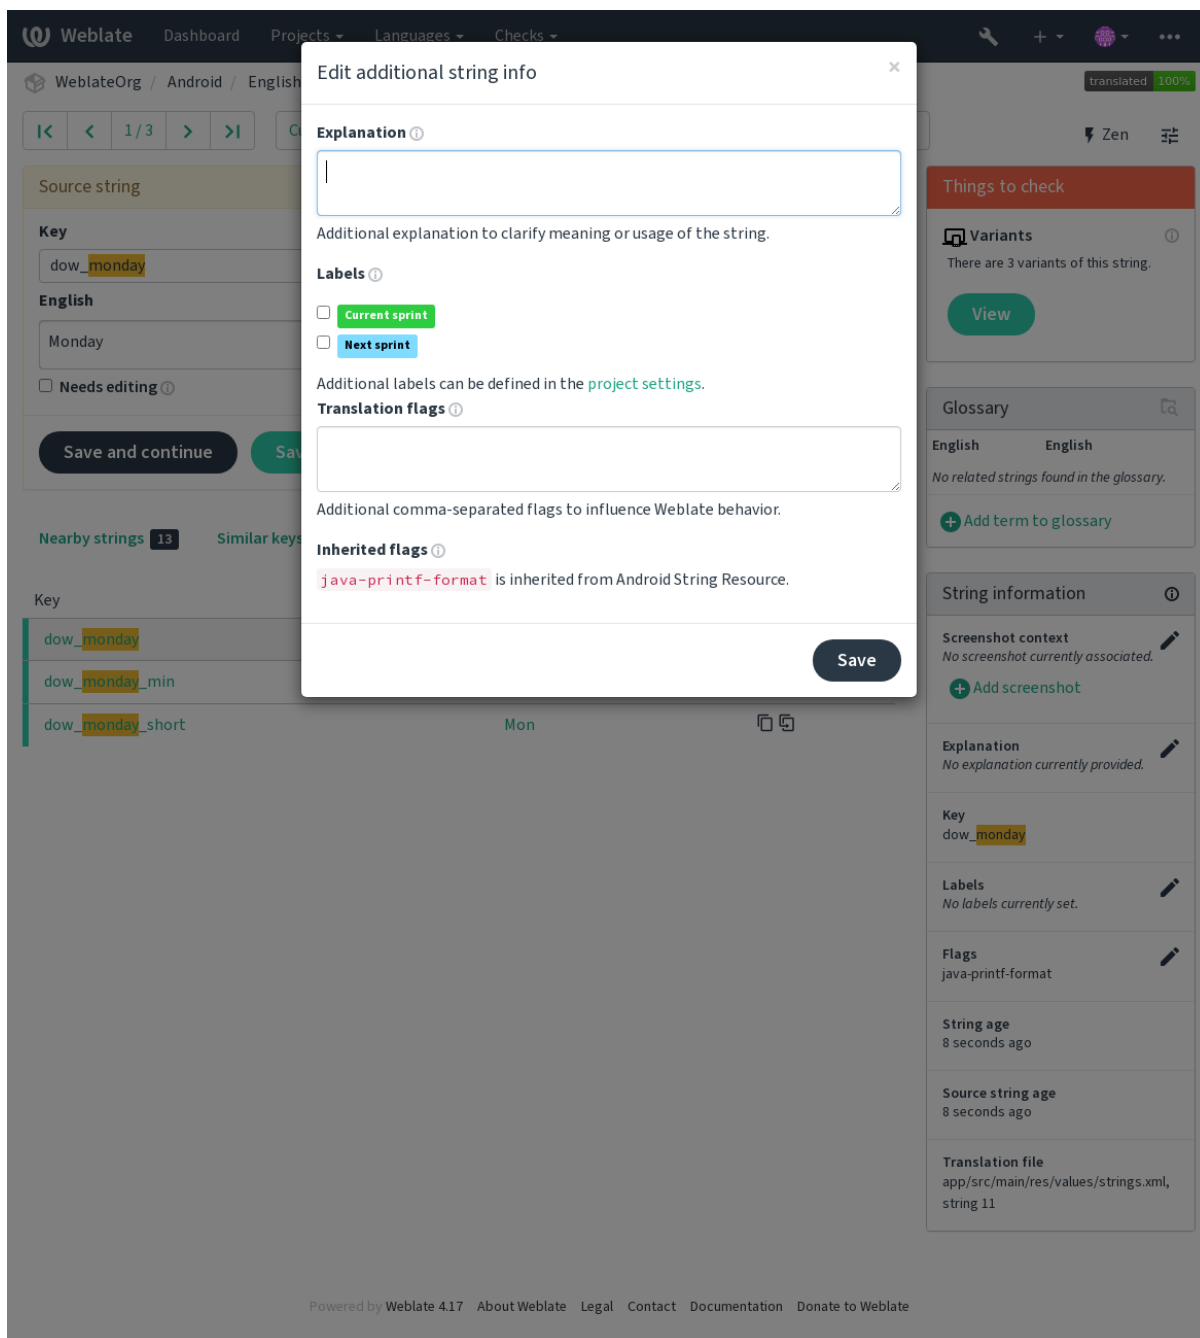 Weblate Dashboard Projects Languages Checks
WeblateOrg / Android / English
translated 100%
1 / 3
Zen
Edit additional string info
×
Explanation
Additional explanation to clarify meaning or usage of the string.
Labels
Current sprint
Next sprint
Additional labels can be defined in the project settings.
Translation flags
Additional comma-separated flags to influence Weblate behavior.
Inherited flags
java-printf-format is inherited from Android String Resource.
Save
Source string
Key
dow_monday
English
Monday
Needs editing
Save and continue
Nearby strings 13 Similar keys
Key
dow_monday
dow_monday_min
dow_monday_short Mon
Things to check
Variants
There are 3 variants of this string.
View
Glossary
English English
No related strings found in the glossary.
Add term to glossary
String information
Screenshot context
No screenshot currently associated.
Add screenshot
Explanation
No explanation currently provided.
Key
dow_monday
Labels
No labels currently set.
Flags
java-printf-format
String age
8 seconds ago
Source string age
8 seconds ago
Translation file
app/src/main/res/values/strings.xml,
string 11
Powered by Weblate 4.17 About Weblate Legal Contact Documentation Donate to Weblate